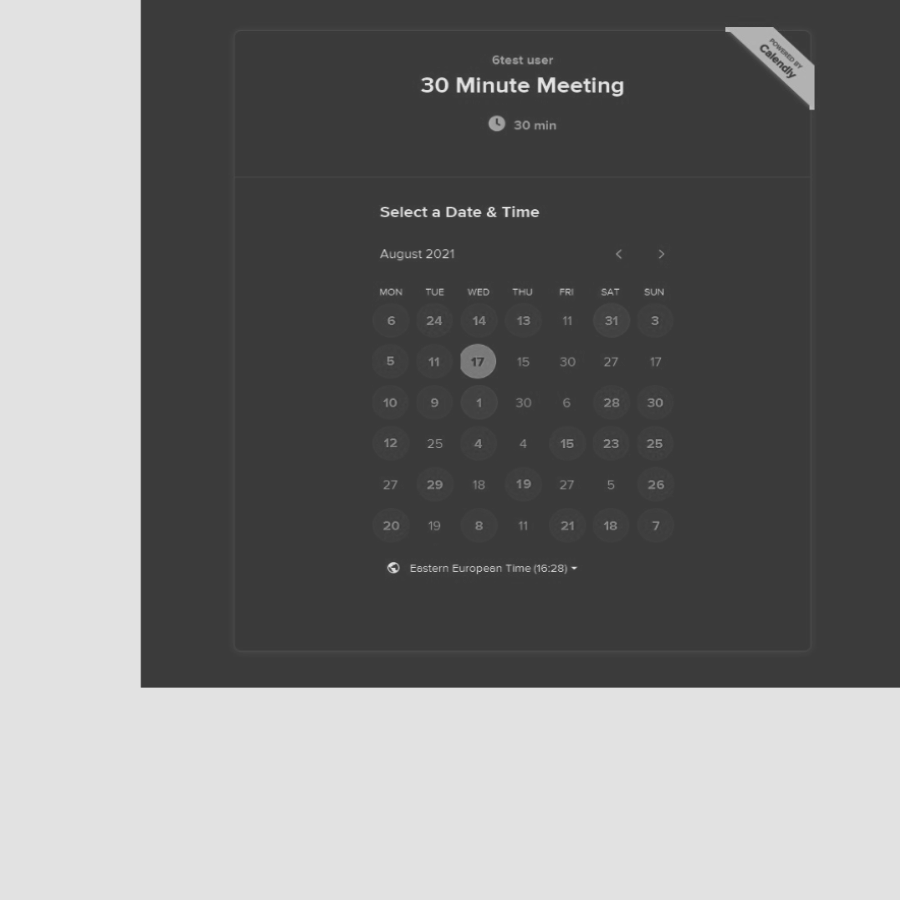 POWERED BY
Calendly
6test user
30 Minute Meeting
30 min
Select a Date & Time
August 2021
MON TUE WED THU FRI SAT SUN
6 24 14 13 11 31 3
5 11 17 15 30 27 17
10 9 1 30 6 28 30
12 25 4 4 15 23 25
27 29 18 19 27 5 26
20 19 8 11 21 18 7
Eastern European Time (16:28)